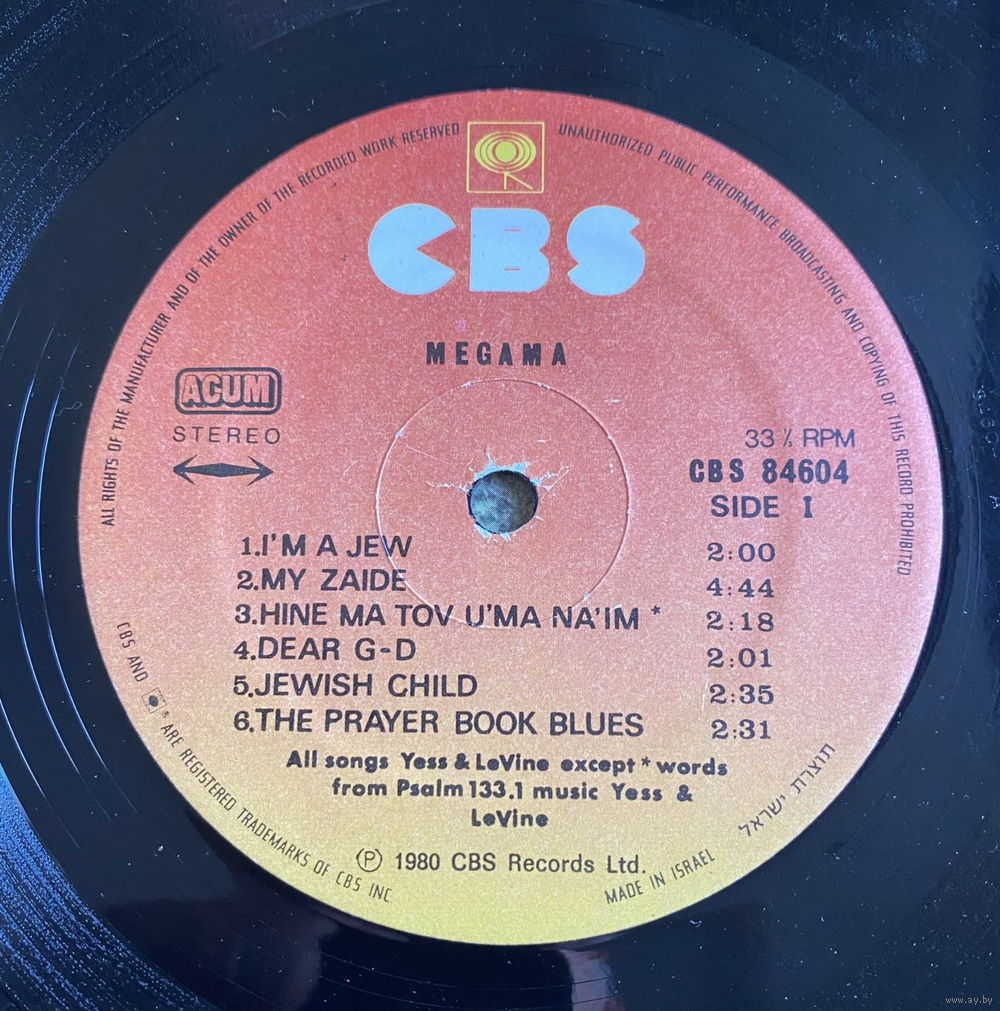 ALL RIGHTS OF THE MANUFACTURER AND OF THE OWNER OF THE RECORDED WORK RESERVED
UNAUTHORIZED PUBLIC PERFORMANCE BROADCASTING AND COPYING OF THIS RECORD PROHIBITED
CBS
MEGAMA
ACUM
STEREO
33 ⅓ RPM
CBS 84604
SIDE I
1.I'M A JEW 2:00
2.MY ZAIDE 4:44
3.HINE MA TOV U'MA NA'IM * 2:18
4.DEAR G-D 2:01
5.JEWISH CHILD 2:35
6.THE PRAYER BOOK BLUES 2:31
All songs Yess & LeVine except * words
from Psalm 133.1 music Yess &
LeVine
℗ 1980 CBS Records Ltd.
CBS AND ® ARE REGISTERED TRADEMARKS OF CBS INC
MADE IN ISRAEL
תוצרת ישראל
www.ay.by